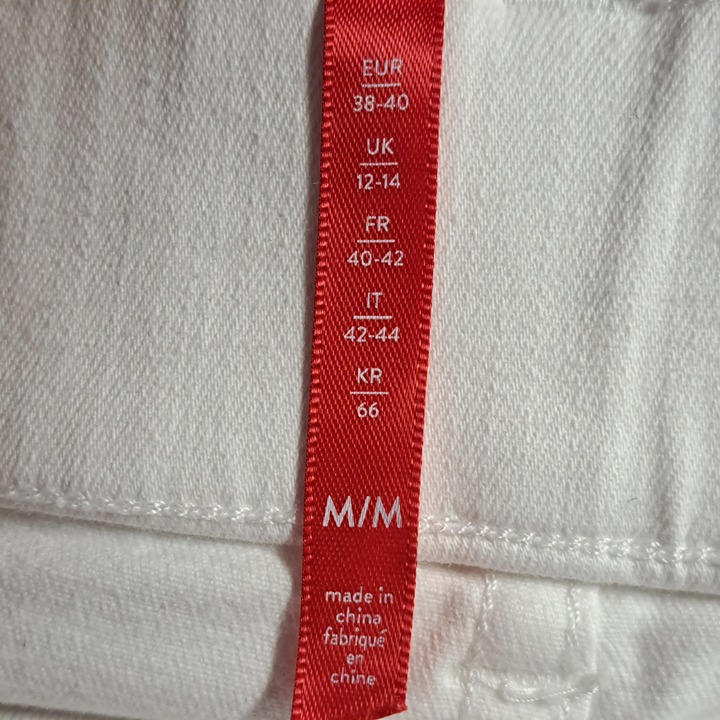 EUR
38-40
UK
12-14
FR
40-42
IT
42-44
KR
66
M/M
made in
china
fabriqué
en
chine